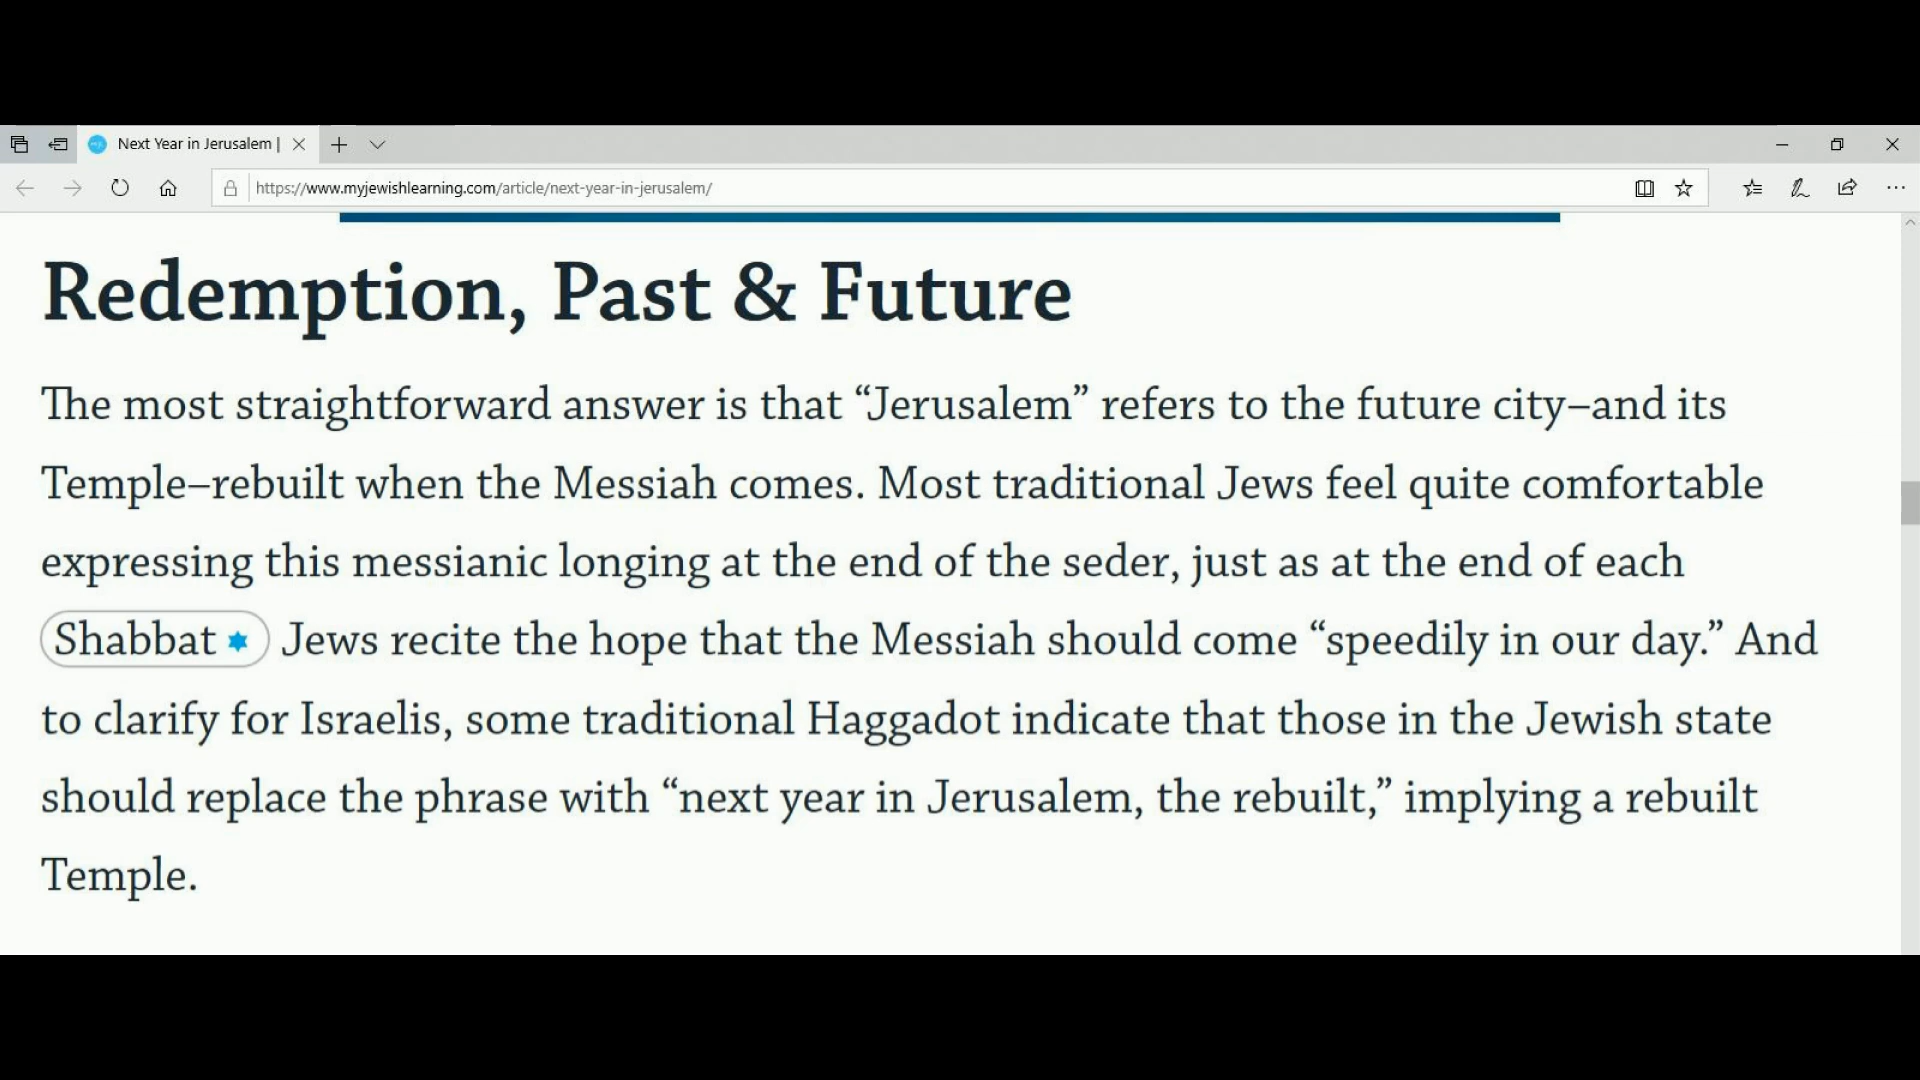 Next Year in Jerusalem |
https://www.myjewishlearning.com/article/next-year-in-jerusalem/
Redemption, Past & Future
The most straightforward answer is that “Jerusalem” refers to the future city–and its
Temple–rebuilt when the Messiah comes. Most traditional Jews feel quite comfortable
expressing this messianic longing at the end of the seder, just as at the end of each
Shabbat Jews recite the hope that the Messiah should come “speedily in our day.” And
to clarify for Israelis, some traditional Haggadot indicate that those in the Jewish state
should replace the phrase with “next year in Jerusalem, the rebuilt,” implying a rebuilt
Temple.